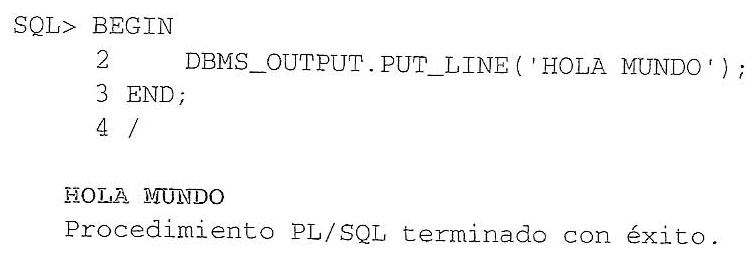 SQL> BEGIN
2 DBMS_OUTPUT.PUT_LINE('HOLA MUNDO');
3 END;
4 /
HOLA MUNDO
Procedimiento PL/SQL terminado con éxito.